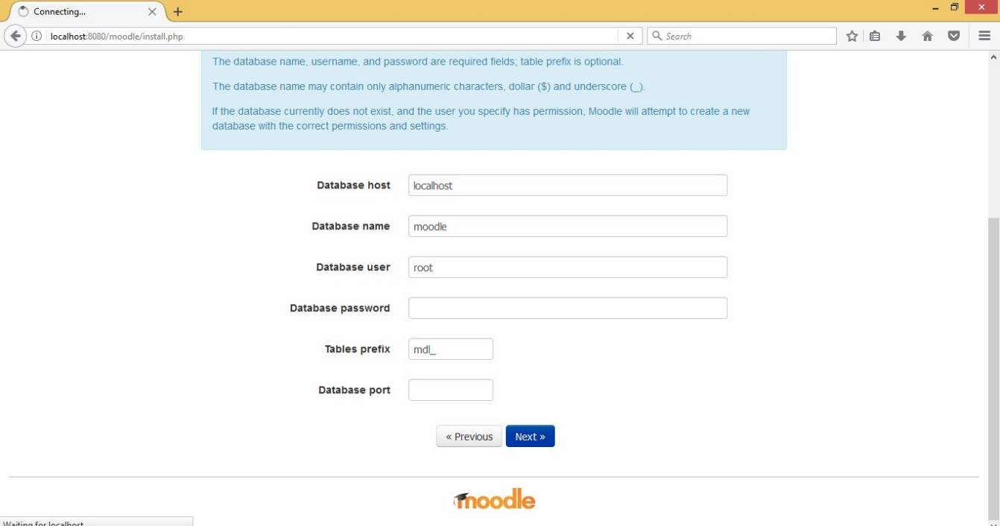 Connecting...
localhost:8080/moodle/install.php
Search
The database name, username, and password are required fields; table prefix is optional.
The database name may contain only alphanumeric characters, dollar ($) and underscore (_).
If the database currently does not exist, and the user you specify has permission, Moodle will attempt to create a new
database with the correct permissions and settings.
Database host localhost
Database name moodle
Database user root
Database password
Tables prefix mdl_
Database port
« Previous Next »
moodle
Waiting for localhost